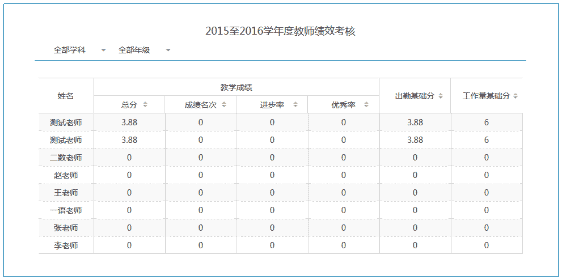 2015至2016学年度教师绩效考核
全部学科 全部年级
姓名 教学成绩 出勤基础分 工作量基础分
总分 成绩名次 进步率 优秀率
测试老师 3.88 0 0 0 3.88 6
测试老师 3.88 0 0 0 3.88 6
二数老师 0 0 0 0 0 0
赵老师 0 0 0 0 0 0
王老师 0 0 0 0 0 0
一语老师 0 0 0 0 0 0
张老师 0 0 0 0 0 0
李老师 0 0 0 0 0 0